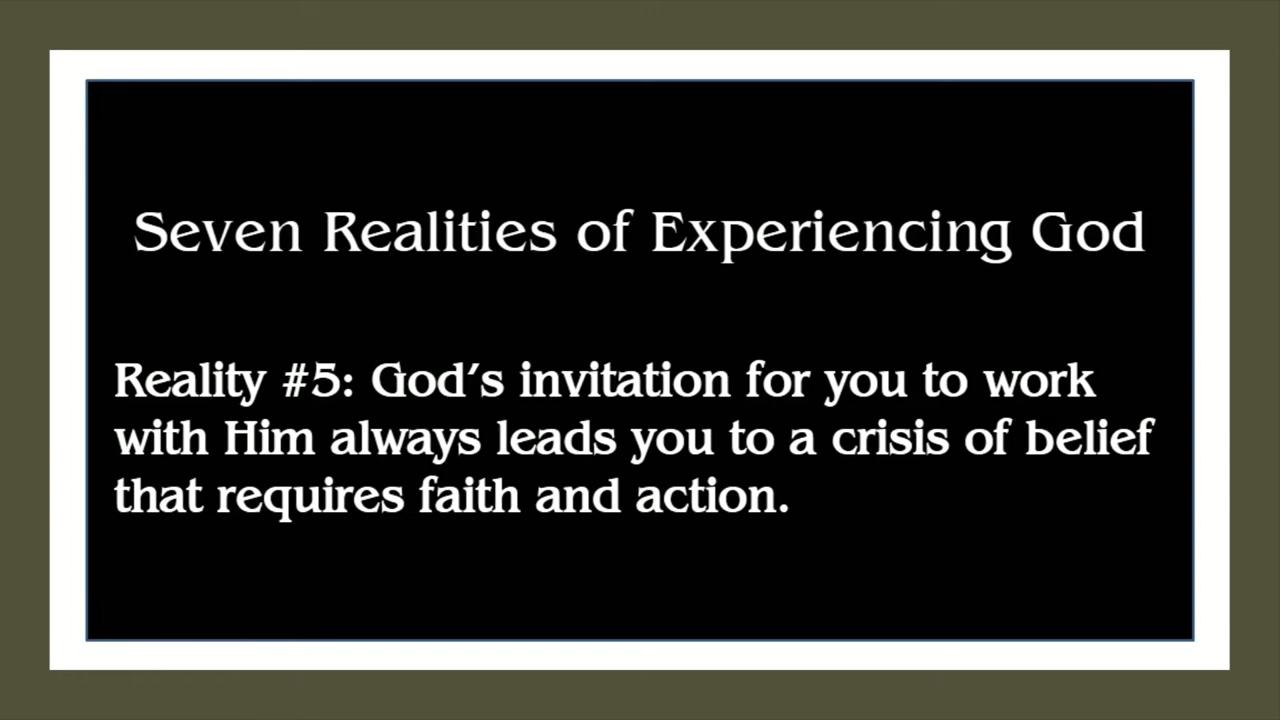 Seven Realities of Experiencing God
Reality #5: God's invitation for you to work
with Him always leads you to a crisis of belief
that requires faith and action.